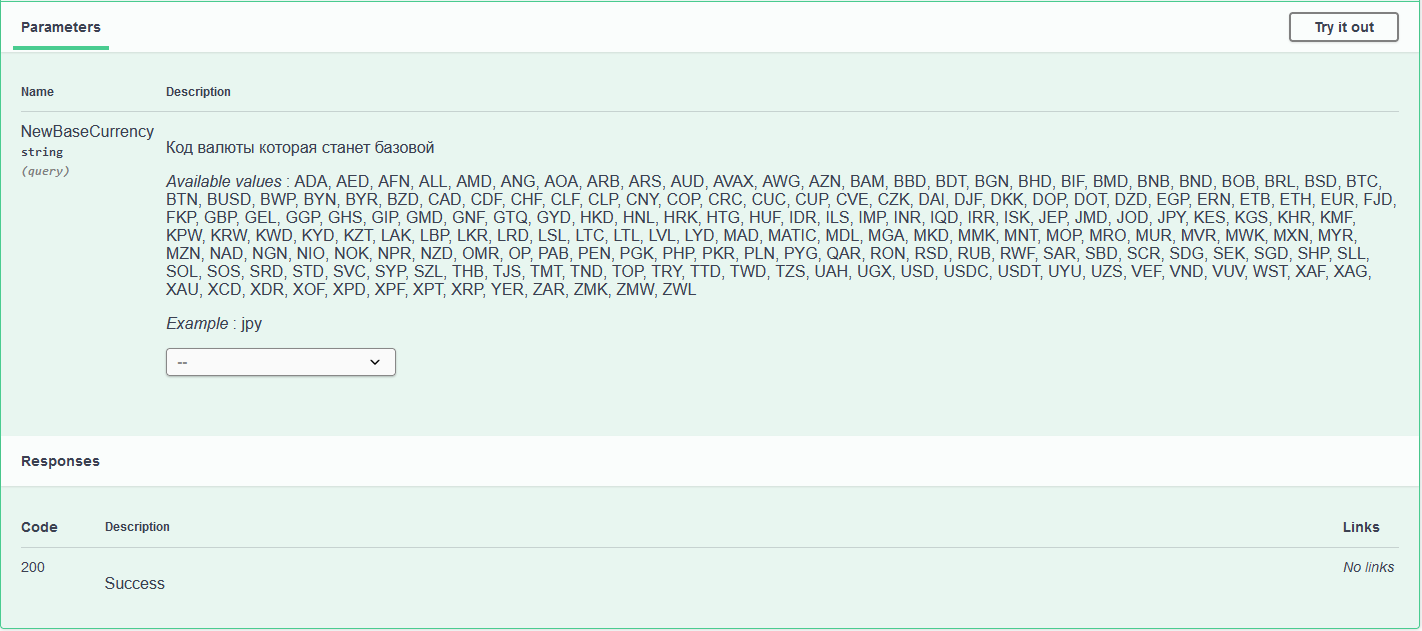 Parameters
Try it out
Name
Description
NewBaseCurrency
string
(query)
Код валюты которая станет базовой
Available values : ADA, AED, AFN, ALL, AMD, ANG, AOA, ARB, ARS, AUD, AVAX, AWG, AZN, BAM, BBD, BDT, BGN, BHD, BIF, BMD, BNB, BND, BOB, BRL, BSD, BTC,
BTN, BUSD, BWP, BYN, BYR, BZD, CAD, CDF, CHF, CLF, CLP, CNY, COP, CRC, CUC, CUP, CVE, CZK, DAI, DJF, DKK, DOP, DOT, DZD, EGP, ERN, ETB, ETH, EUR, FJD,
FKP, GBP, GEL, GGP, GHS, GIP, GMD, GNF, GTQ, GYD, HKD, HNL, HRK, HTG, HUF, IDR, ILS, IMP, INR, IQD, IRR, ISK, JEP, JMD, JOD, JPY, KES, KGS, KHR, KMF,
KPW, KRW, KWD, KYD, KZT, LAK, LBP, LKR, LRD, LSL, LTC, LTL, LVL, LYD, MAD, MATIC, MDL, MGA, MKD, MMK, MNT, MOP, MRO, MUR, MVR, MWK, MXN, MYR,
MZN, NAD, NGN, NIO, NOK, NPR, NZD, OMR, OP, PAB, PEN, PGK, PHP, PKR, PLN, PYG, QAR, RON, RSD, RUB, RWF, SAR, SBD, SCR, SDG, SEK, SGD, SHP, SLL,
SOL, SOS, SRD, STD, SVC, SYP, SZL, THB, TJS, TMT, TND, TOP, TRY, TTD, TWD, TZS, UAH, UGX, USD, USDC, USDT, UYU, UZS, VEF, VND, VUV, WST, XAF, XAG,
XAU, XCD, XDR, XOF, XPD, XPF, XPT, XRP, YER, ZAR, ZMK, ZMW, ZWL
Example : jpy
--
Responses
Code
Description
Links
200
Success
No links